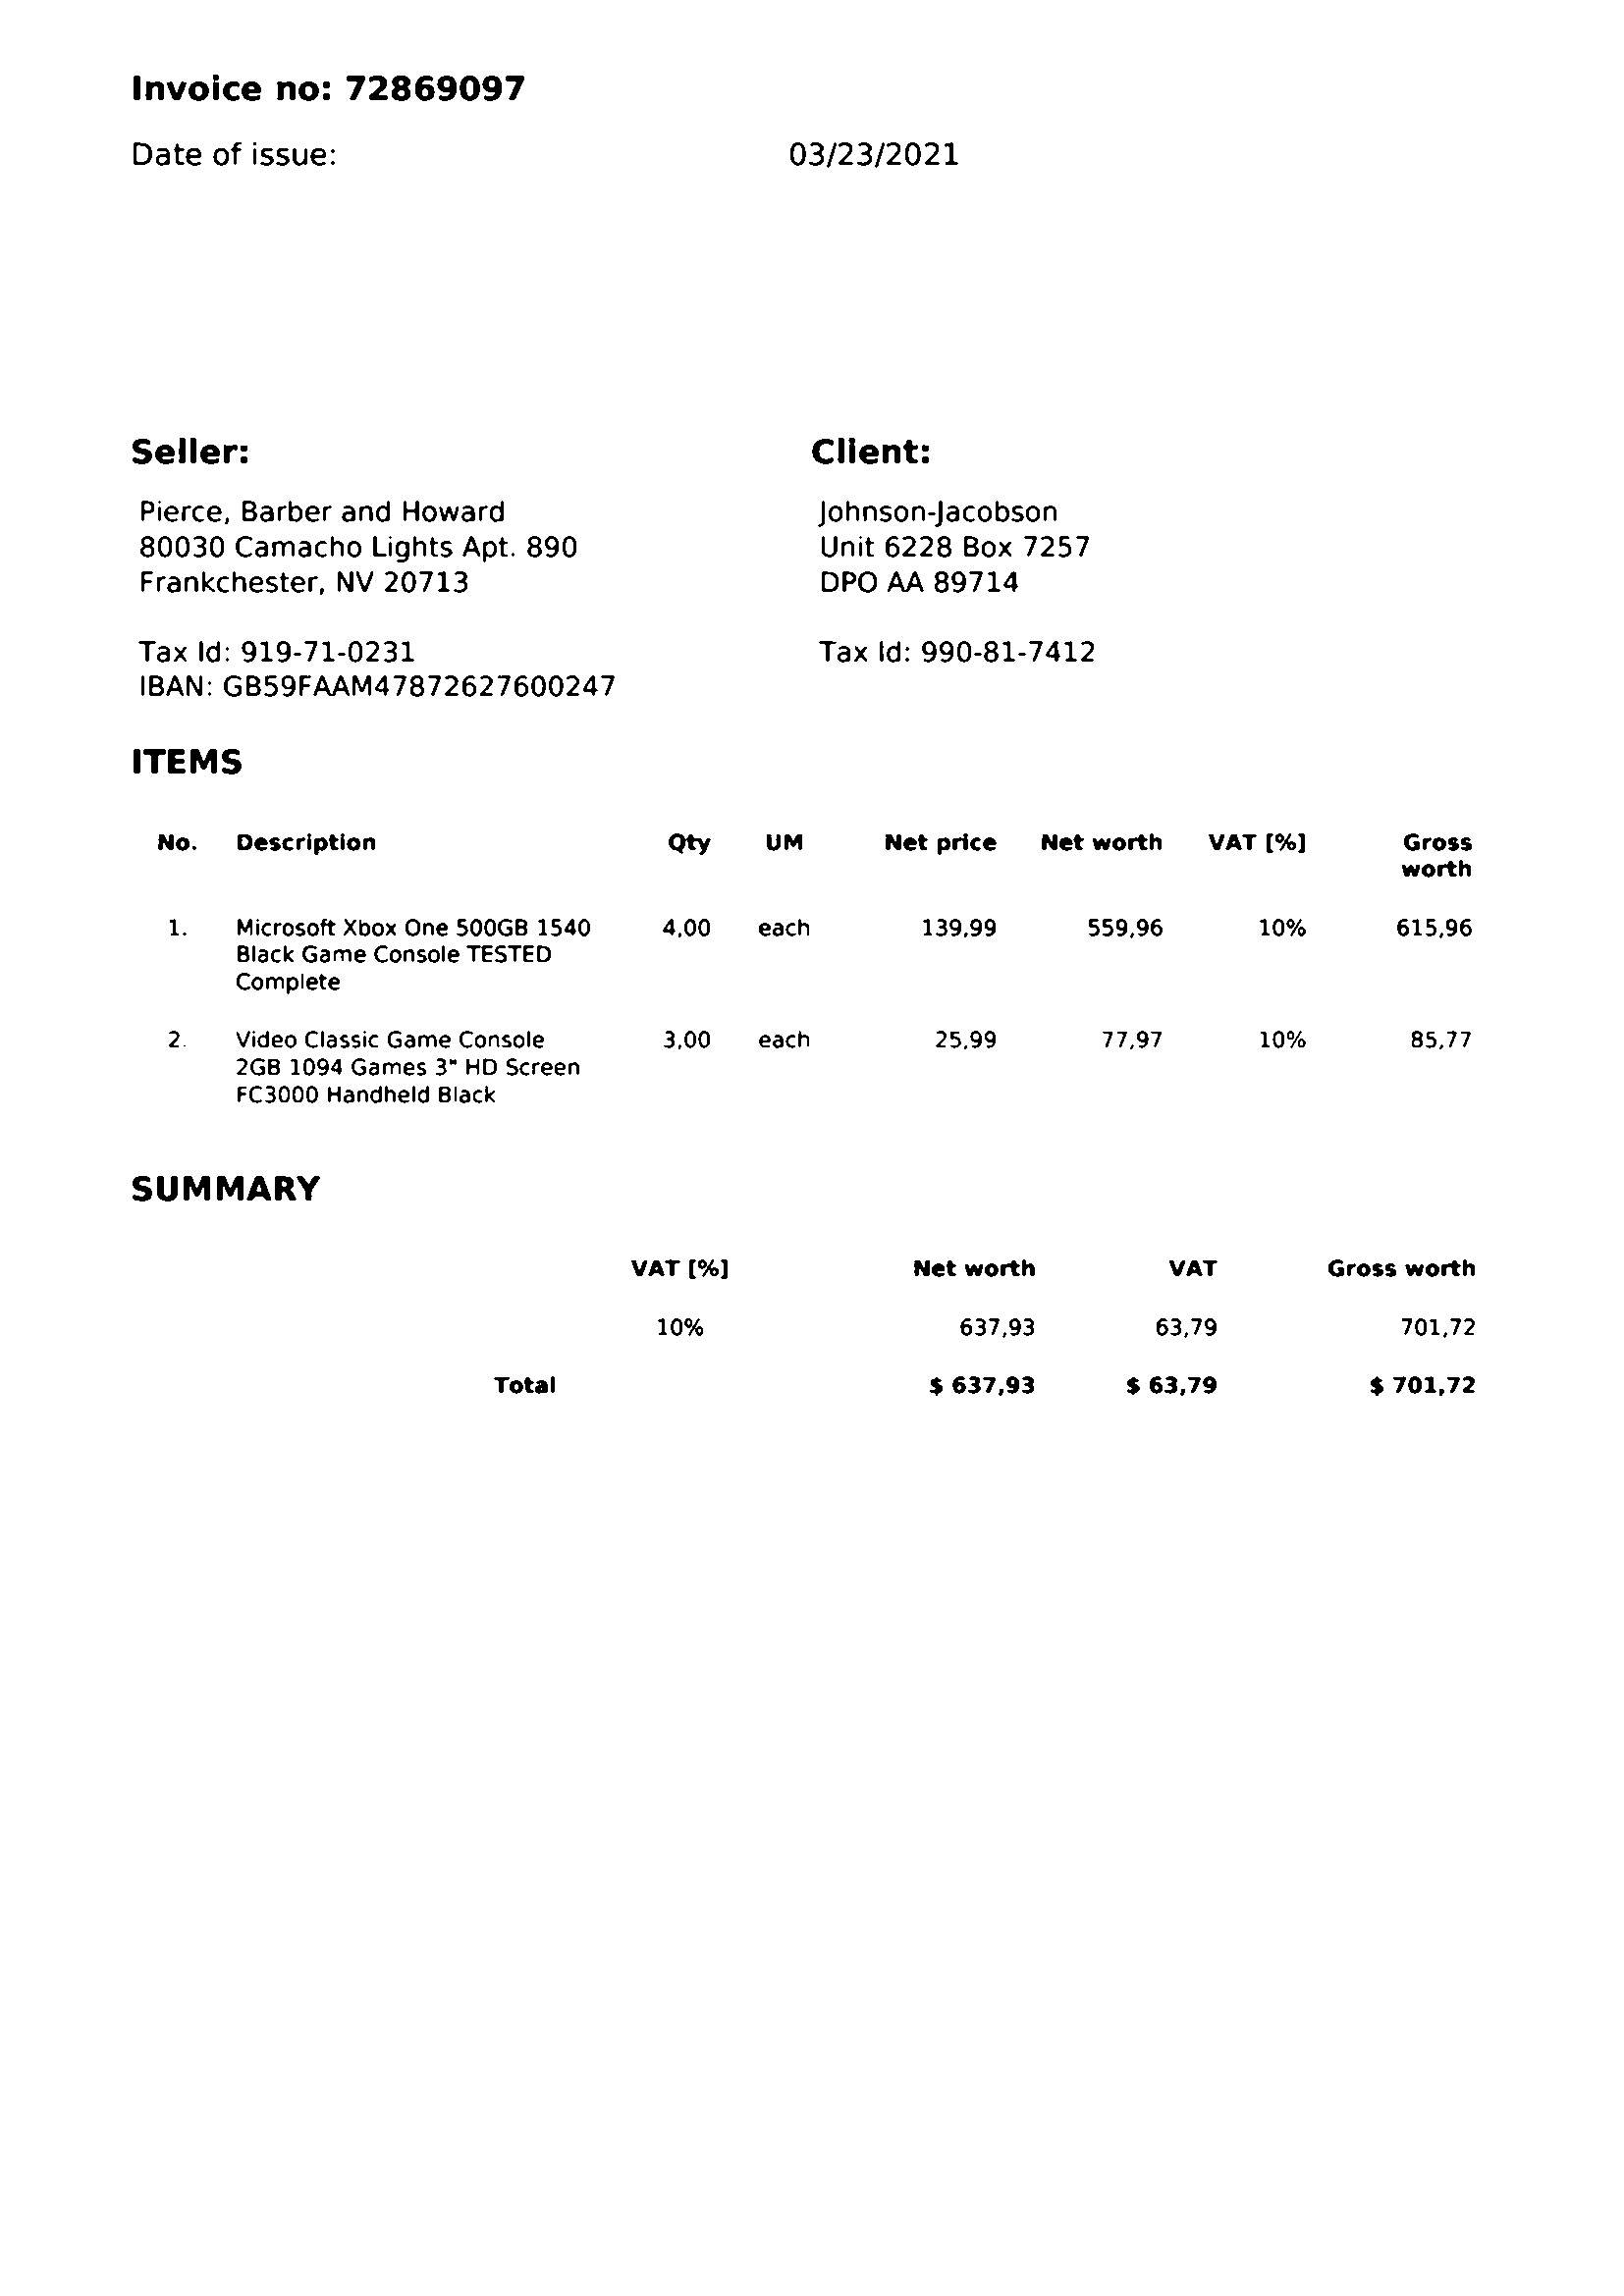 Invoice no: 72869097
Date of issue: 03/23/2021
Seller: Client:
Pierce, Barber and Howard Johnson-Jacobson
80030 Camacho Lights Apt. 890 Unit 6228 Box 7257
Frankchester, NV 20713 DPO AA 89714
Tax Id: 919-71-0231 Tax Id: 990-81-7412
IBAN: GB59FAAM47872627600247
ITEMS
No. Description Qty UM Net price Net worth VAT [%] Gross
worth
1. Microsoft Xbox One 500GB 1540 4,00 each 139,99 559,96 10% 615,96
Black Game Console TESTED
Complete
2. Video Classic Game Console 3,00 each 25,99 77,97 10% 85,77
2GB 1094 Games 3" HD Screen
FC3000 Handheld Black
SUMMARY
VAT [%] Net worth VAT Gross worth
10% 637,93 63,79 701,72
Total $ 637,93 $ 63,79 $ 701,72